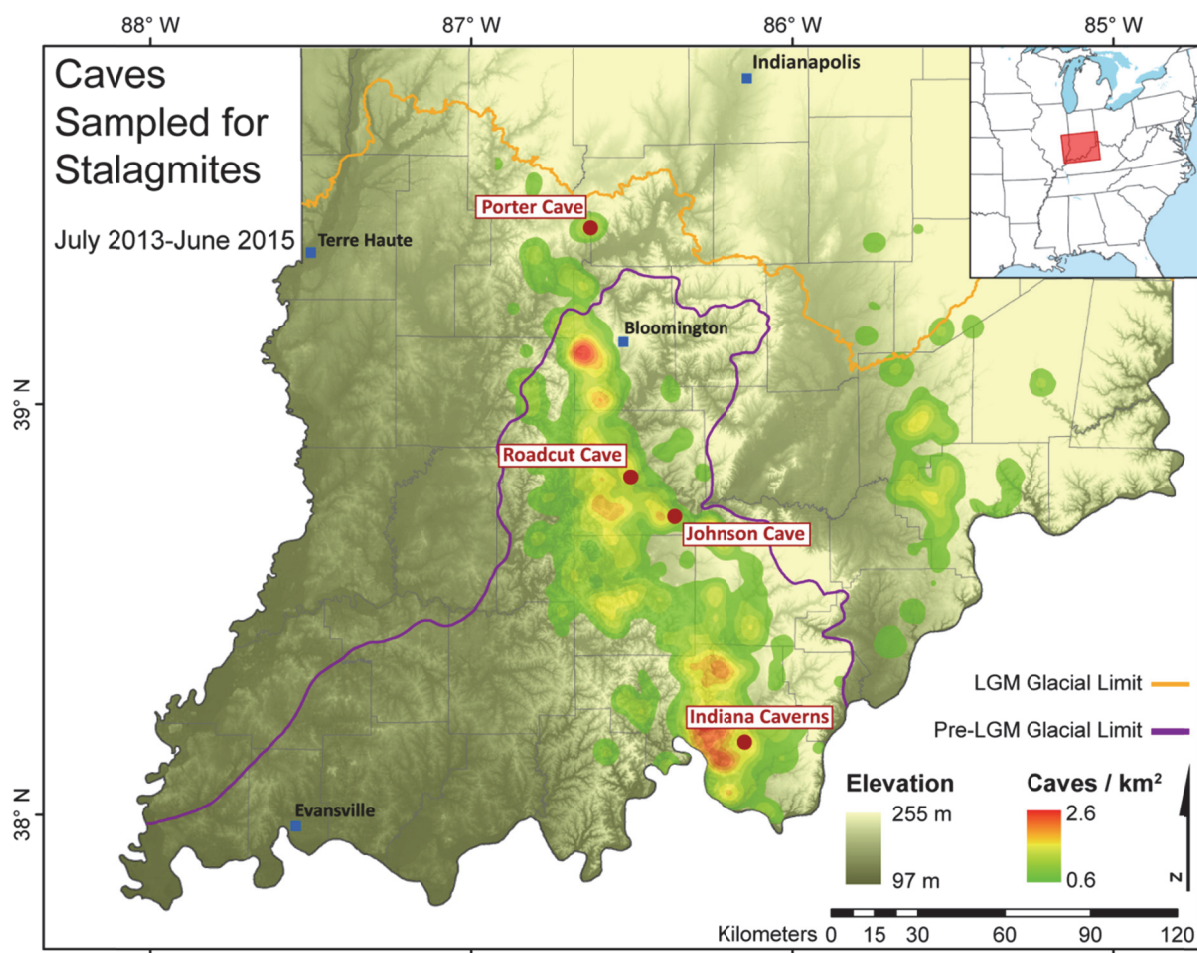 88° W
87° W
86° W
85° W
Caves
Sampled for
Stalagmites
July 2013-June 2015
Indianapolis
Porter Cave
Terre Haute
Bloomington
39° N
Roadcut Cave
Johnson Cave
LGM Glacial Limit
Indiana Caverns
Pre-LGM Glacial Limit
Elevation
255 m
97 m
Caves / km²
2.6
0.6
38° N
Evansville
N
Kilometers 0 15 30 60 90 120